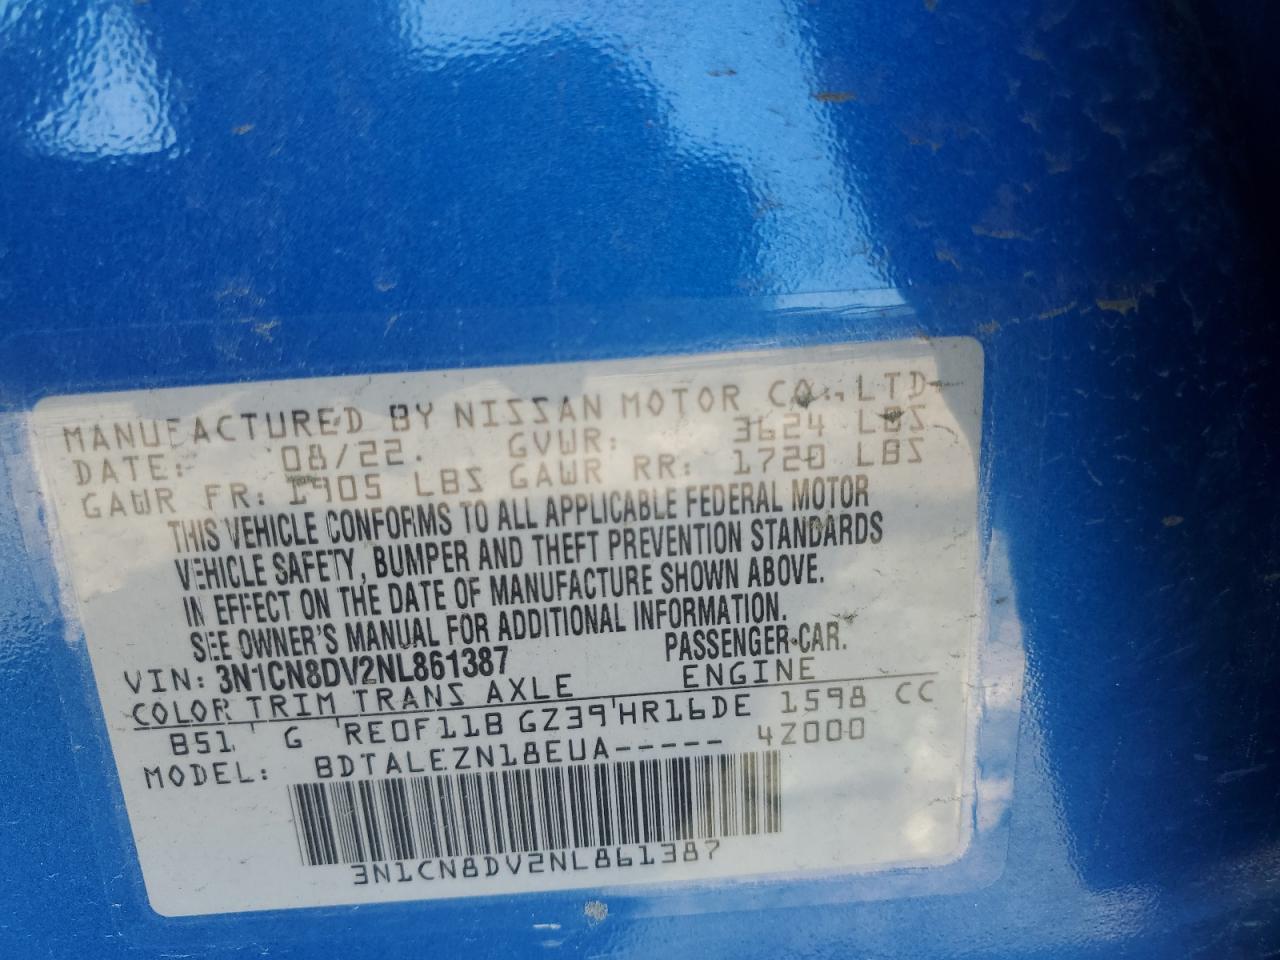 MANUFACTURED BY NISSAN MOTOR CO., LTD.
DATE: 08/22. GVWR: 3624 LBS
GAWR FR: 1905 LBS GAWR RR: 1720 LBS
THIS VEHICLE CONFORMS TO ALL APPLICABLE FEDERAL MOTOR
VEHICLE SAFETY, BUMPER AND THEFT PREVENTION STANDARDS
IN EFFECT ON THE DATE OF MANUFACTURE SHOWN ABOVE.
SEE OWNER'S MANUAL FOR ADDITIONAL INFORMATION.
VIN: 3N1CN8DV2NL861387 PASSENGER CAR.
COLOR TRIM TRANS AXLE ENGINE
B51 G RE0F11B GZ39 HR16DE 1598 CC
MODEL: BDTALEZN18EUA----- 4Z000
3N1CN8DV2NL861387